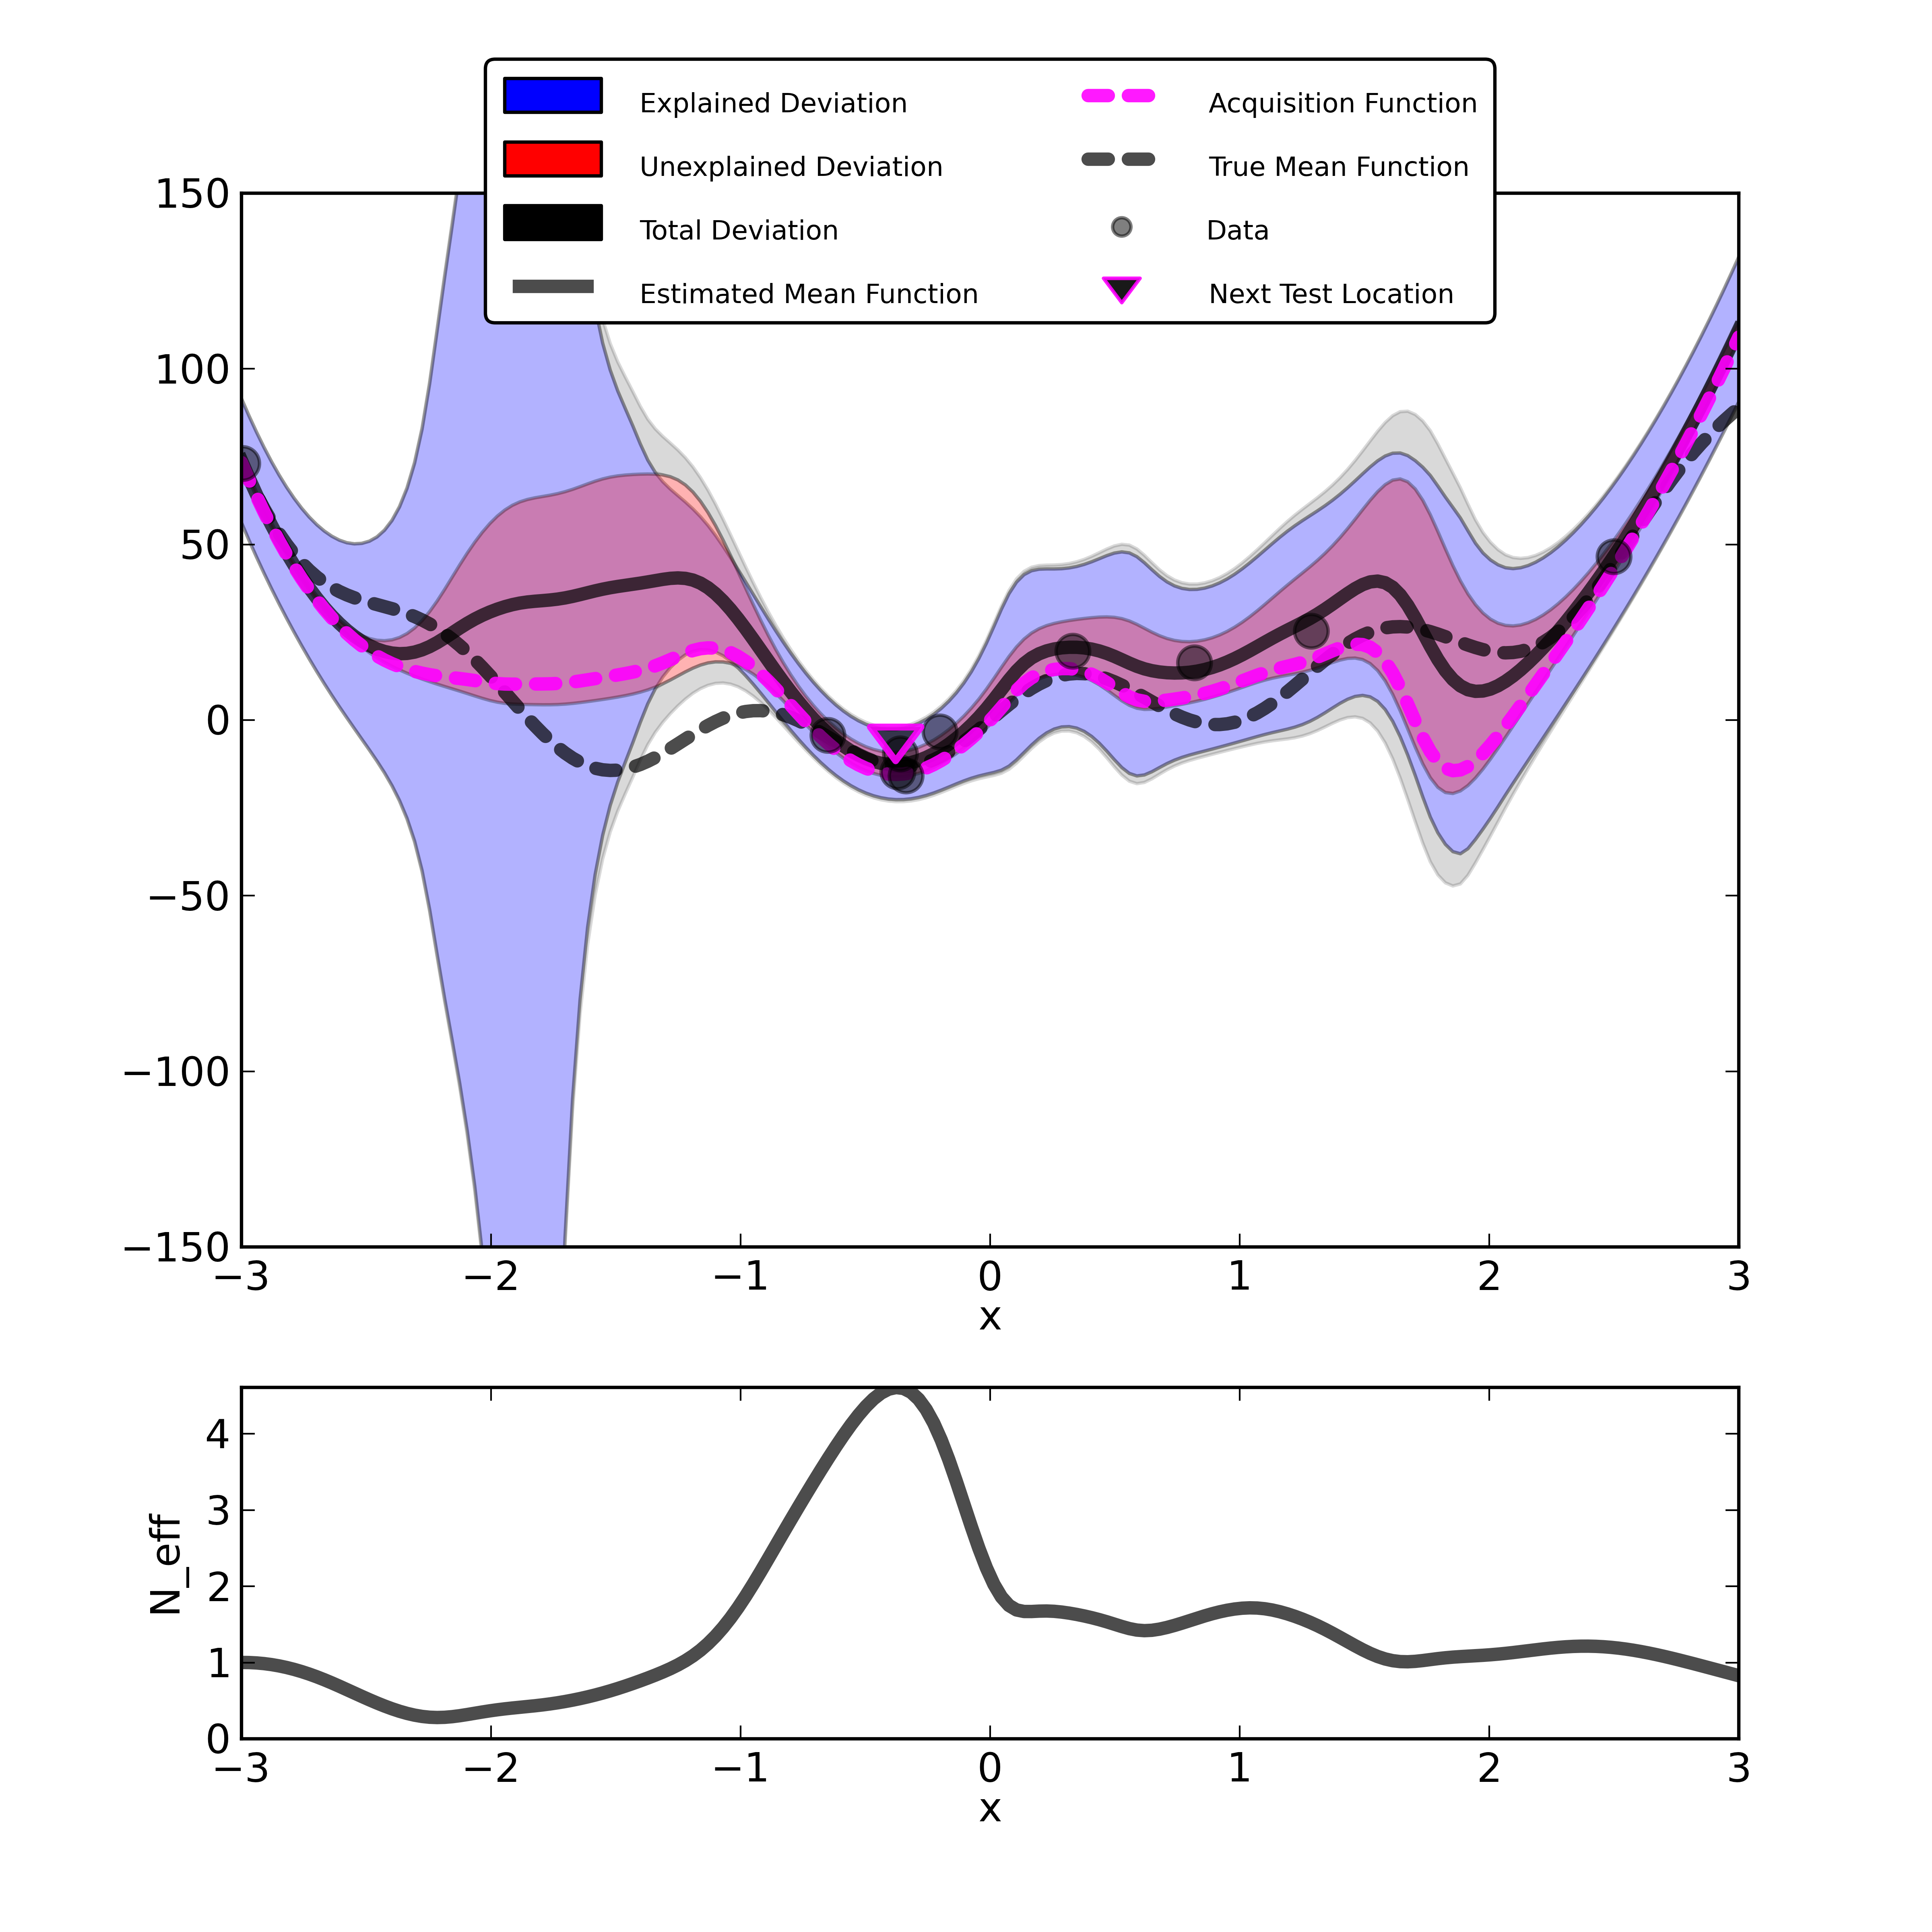 Explained Deviation
Unexplained Deviation
Total Deviation
Estimated Mean Function
Acquisition Function
True Mean Function
Data
Next Test Location
150
100
50
0
−50
−100
−150
−3 −2 −1 0 1 2 3
x
N_eff
4
3
2
1
0
−3 −2 −1 0 1 2 3
x